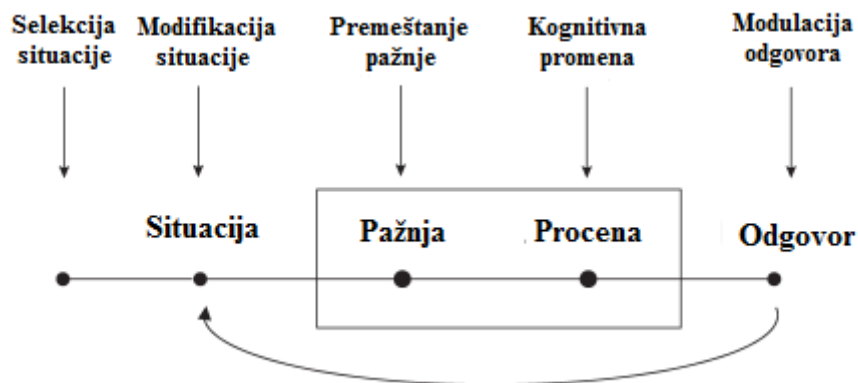 Selekcija
situacije
Modifikacija
situacije
Premeštanje
pažnje
Kognitivna
promena
Modulacija
odgovora
Situacija
Pažnja
Procena
Odgovor